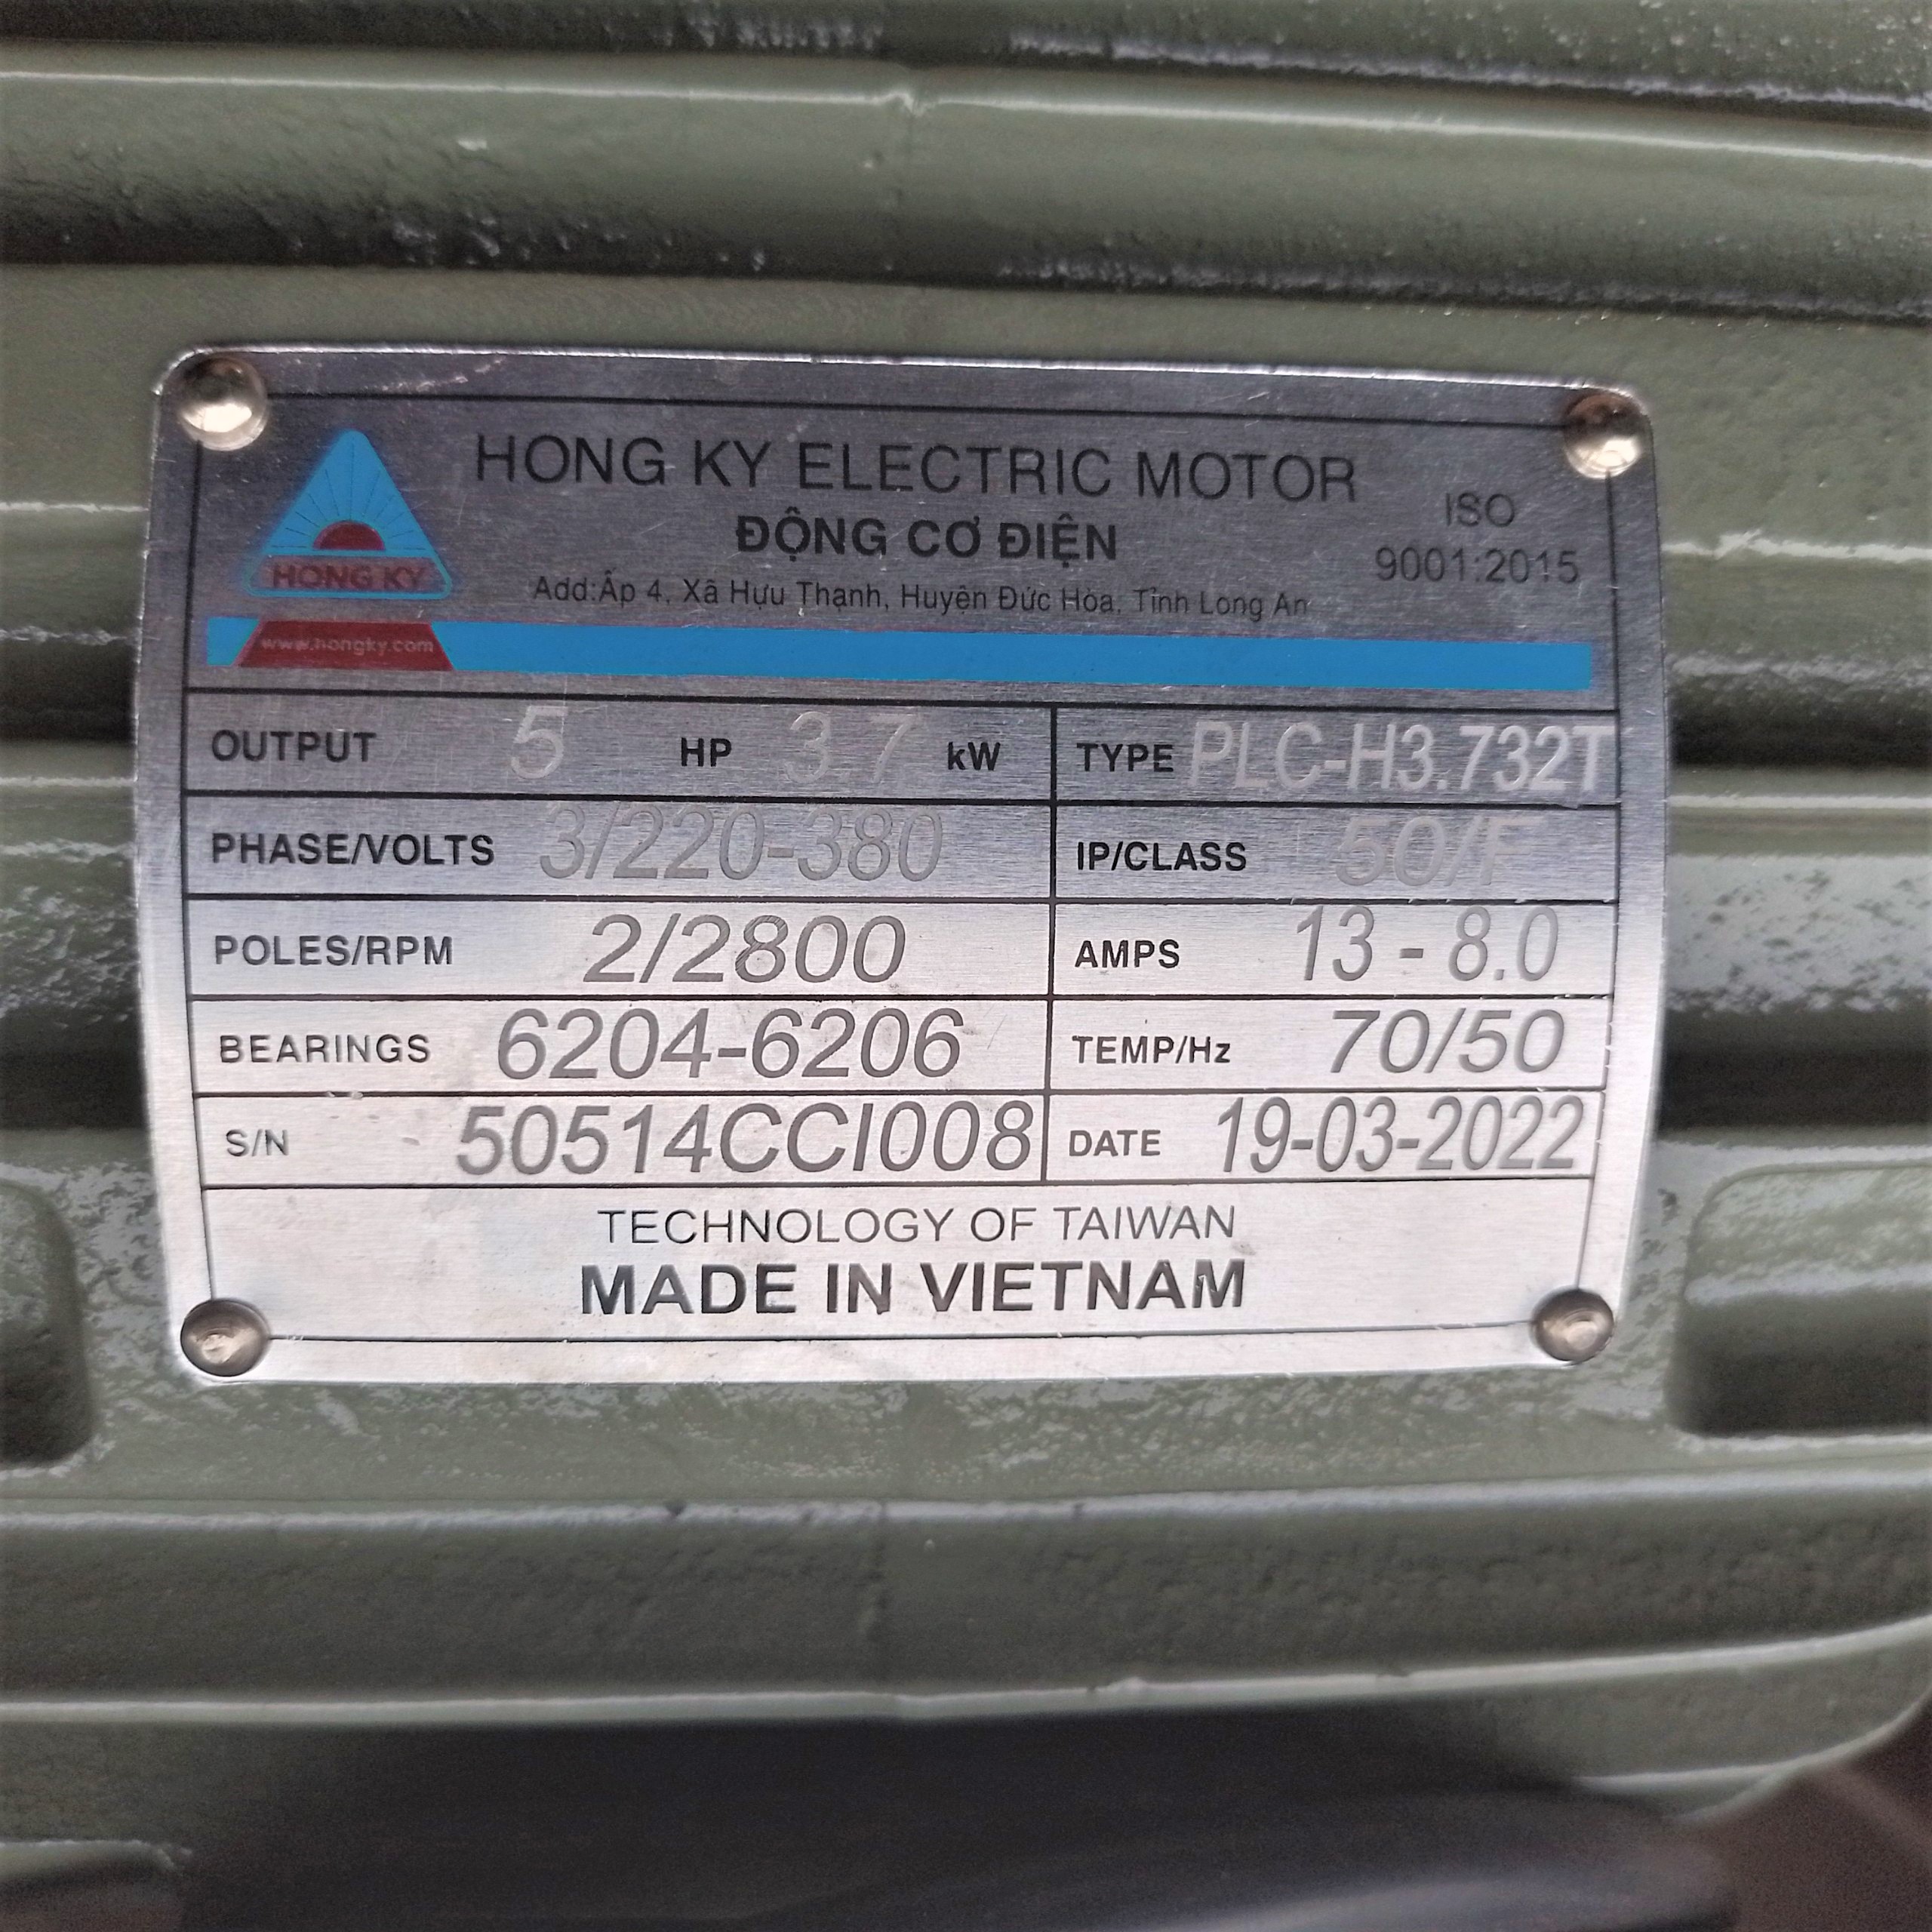 HONG KY ELECTRIC MOTOR
ĐỘNG CƠ ĐIỆN
ISO
9001:2015
Add:Ấp 4, Xã Hựu Thạnh, Huyện Đức Hòa, Tỉnh Long An
HONG KY
www.hongky.com
OUTPUT 5 HP 3.7 kW TYPE PLC-H3.732T
PHASE/VOLTS 3/220-380 IP/CLASS 50/F
POLES/RPM 2/2800 AMPS 13 - 8.0
BEARINGS 6204-6206 TEMP/Hz 70/50
S/N 50514CCI008 DATE 19-03-2022
TECHNOLOGY OF TAIWAN
MADE IN VIETNAM